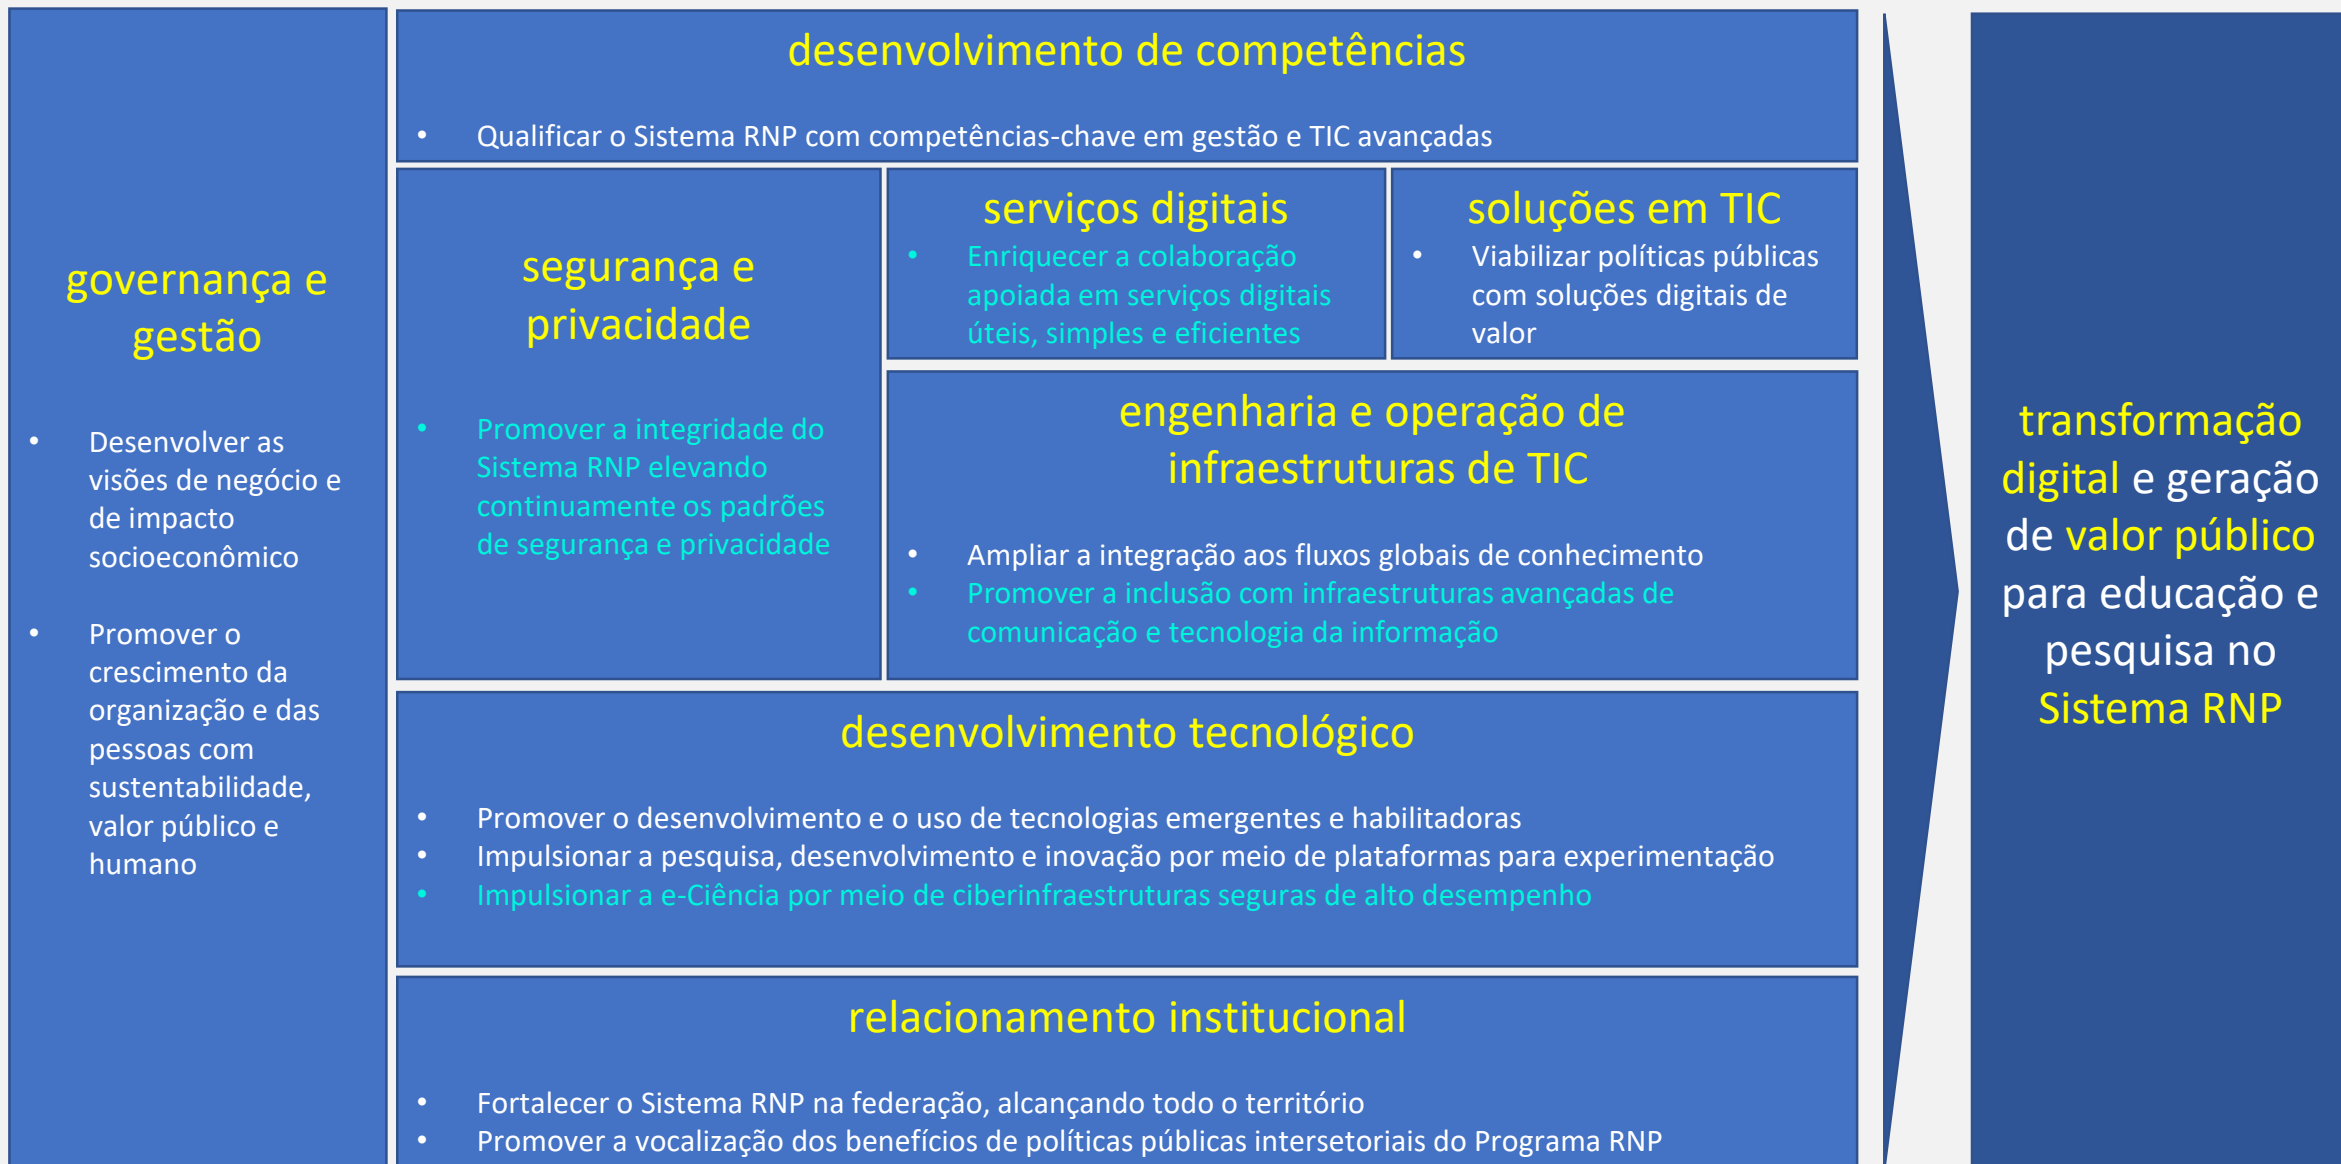 governança e
gestão
• Desenvolver as
visões de negócio e
de impacto
socioeconômico
• Promover o
crescimento da
organização e das
pessoas com
sustentabilidade,
valor público e
humano
desenvolvimento de competências
• Qualificar o Sistema RNP com competências-chave em gestão e TIC avançadas
segurança e
privacidade
• Promover a integridade do
Sistema RNP elevando
continuamente os padrões
de segurança e privacidade
serviços digitais
• Enriquecer a colaboração
apoiada em serviços digitais
úteis, simples e eficientes
soluções em TIC
• Viabilizar políticas públicas
com soluções digitais de
valor
engenharia e operação de
infraestruturas de TIC
• Ampliar a integração aos fluxos globais de conhecimento
• Promover a inclusão com infraestruturas avançadas de
comunicação e tecnologia da informação
desenvolvimento tecnológico
• Promover o desenvolvimento e o uso de tecnologias emergentes e habilitadoras
• Impulsionar a pesquisa, desenvolvimento e inovação por meio de plataformas para experimentação
• Impulsionar a e-Ciência por meio de ciberinfraestruturas seguras de alto desempenho
relacionamento institucional
• Fortalecer o Sistema RNP na federação, alcançando todo o território
• Promover a vocalização dos benefícios de políticas públicas intersetoriais do Programa RNP
transformação
digital e geração
de valor público
para educação e
pesquisa no
Sistema RNP